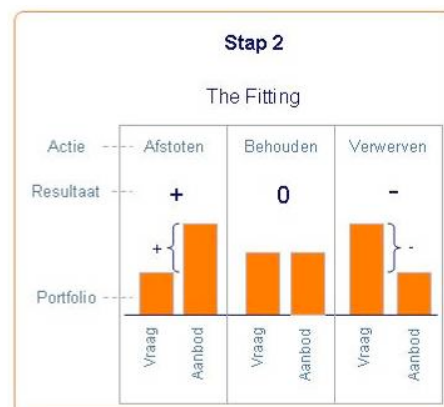 Stap 2
The Fitting
Actie Afstoten Behouden Verwerven
Resultaat + 0 -
+ -
Portfolio
Vraag Aanbod Vraag Aanbod Vraag Aanbod